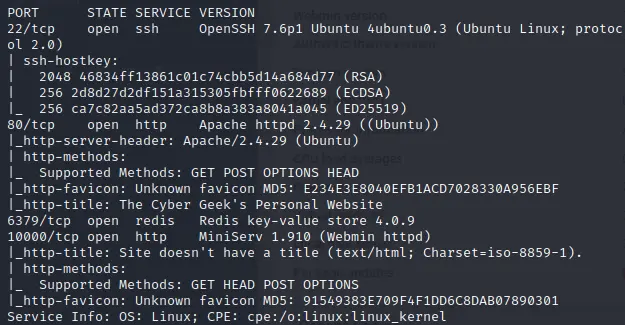 PORT      STATE SERVICE VERSION
22/tcp    open  ssh     OpenSSH 7.6p1 Ubuntu 4ubuntu0.3 (Ubuntu Linux; protoc
ol 2.0)
| ssh-hostkey:
|   2048 46834ff13861c01c74cbb5d14a684d77 (RSA)
|   256 2d8d27d2df151a315305fbfff0622689 (ECDSA)
|_  256 ca7c82aa5ad372ca8b8a383a8041a045 (ED25519)
80/tcp    open  http    Apache httpd 2.4.29 ((Ubuntu))
|_http-server-header: Apache/2.4.29 (Ubuntu)
| http-methods:
|_  Supported Methods: GET POST OPTIONS HEAD
|_http-favicon: Unknown favicon MD5: E234E3E8040EFB1ACD7028330A956EBF
|_http-title: The Cyber Geek's Personal Website
6379/tcp  open  redis   Redis key-value store 4.0.9
10000/tcp open  http    MiniServ 1.910 (Webmin httpd)
|_http-title: Site doesn't have a title (text/html; Charset=iso-8859-1).
| http-methods:
|_  Supported Methods: GET HEAD POST OPTIONS
|_http-favicon: Unknown favicon MD5: 91549383E709F4F1DD6C8DAB07890301
Service Info: OS: Linux; CPE: cpe:/o:linux:linux_kernel